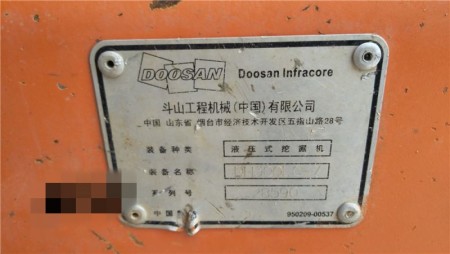 DOOSAN Doosan Infracore
斗山工程机械(中国)有限公司
中国 山东省 烟台市经济技术开发区五指山路28号
装备种类 液压式挖掘机
装备名称
列号
中国
950209-00537